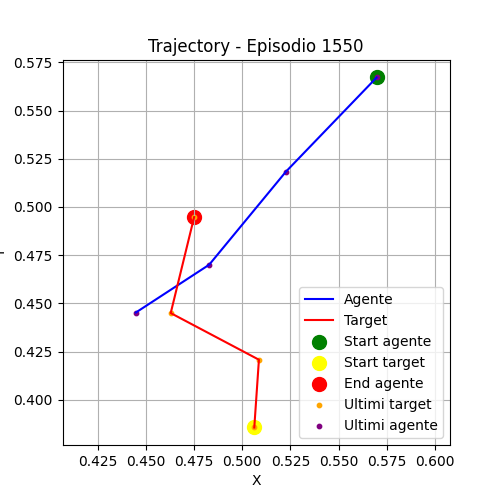 Trajectory - Episodio 1550
0.575
0.550
0.525
0.500
0.475
0.450
0.425
0.400
Agente
Target
Start agente
Start target
End agente
Ultimi target
Ultimi agente
0.425 0.450 0.475 0.500 0.525 0.550 0.575 0.600
X